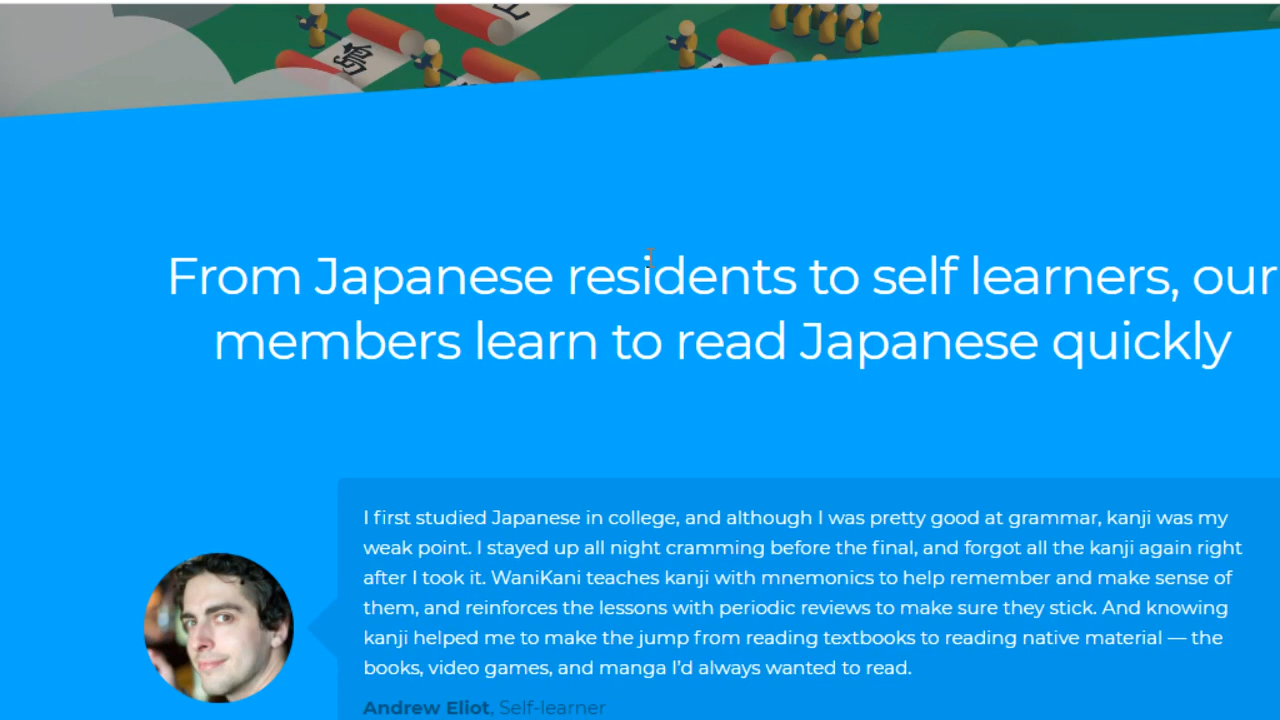 島
From Japanese residents to self learners, our
members learn to read Japanese quickly
I first studied Japanese in college, and although I was pretty good at grammar, kanji was my
weak point. I stayed up all night cramming before the final, and forgot all the kanji again right
after I took it. WaniKani teaches kanji with mnemonics to help remember and make sense of
them, and reinforces the lessons with periodic reviews to make sure they stick. And knowing
kanji helped me to make the jump from reading textbooks to reading native material — the
books, video games, and manga I’d always wanted to read.
Andrew Eliot, Self-learner